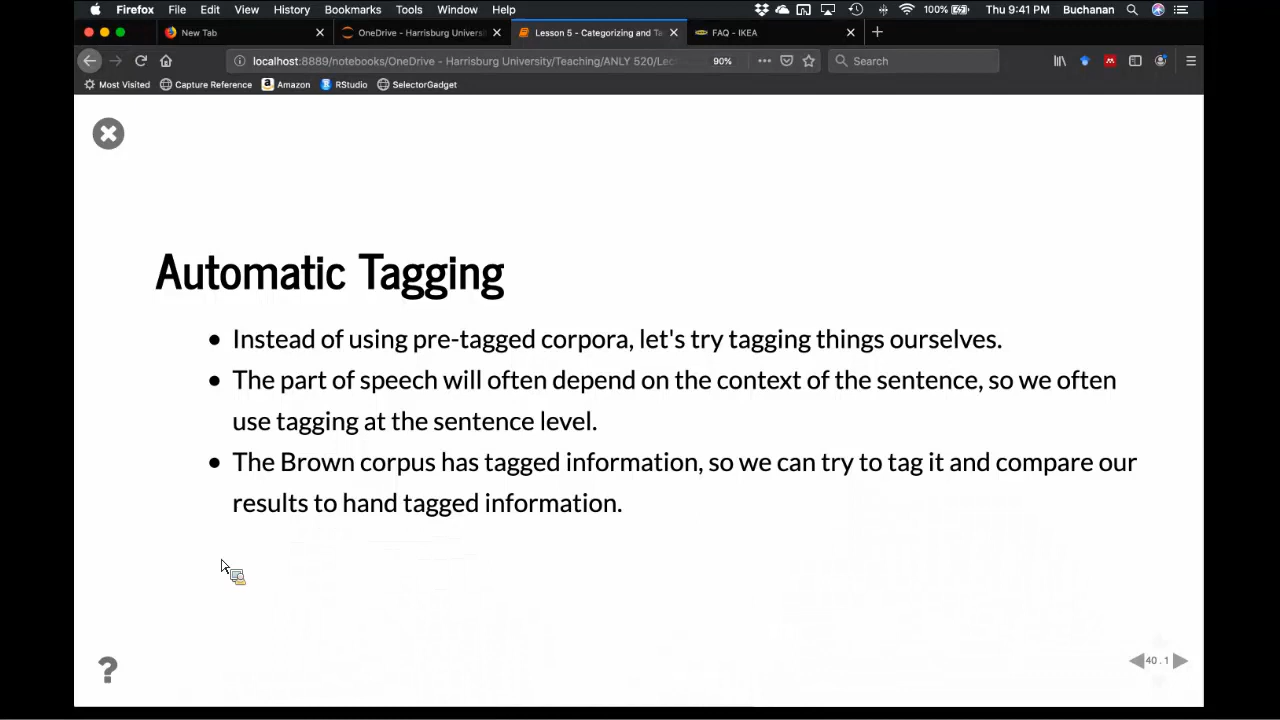 Firefox File Edit View History Bookmarks Tools Window Help 100% Thu 9:41 PM Buchanan
New Tab OneDrive - Harrisburg Universi Lesson 5 - Categorizing and Ta FAQ - IKEA
localhost:8889/notebooks/OneDrive - Harrisburg University/Teaching/ANLY 520/Lec 90% Search
Most Visited Capture Reference Amazon RStudio SelectorGadget
Automatic Tagging
• Instead of using pre-tagged corpora, let's try tagging things ourselves.
• The part of speech will often depend on the context of the sentence, so we often
use tagging at the sentence level.
• The Brown corpus has tagged information, so we can try to tag it and compare our
results to hand tagged information.
?
40 . 1